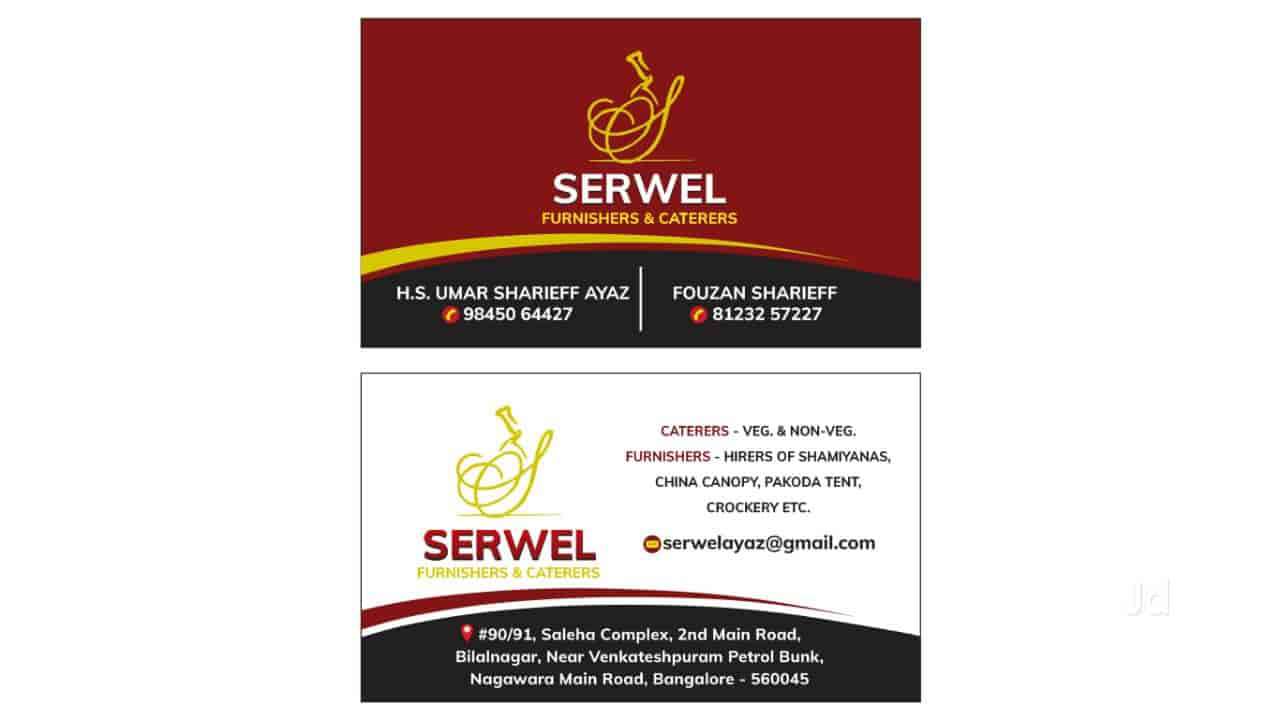 SERWEL
FURNISHERS & CATERERS
H.S. UMAR SHARIEFF AYAZ
98450 64427
FOUZAN SHARIEFF
81232 57227
SERWEL
FURNISHERS & CATERERS
CATERERS - VEG. & NON-VEG.
FURNISHERS - HIRERS OF SHAMIYANAS,
CHINA CANOPY, PAKODA TENT,
CROCKERY ETC.
serwelayaz@gmail.com
#90/91, Saleha Complex, 2nd Main Road,
Bilalnagar, Near Venkateshpuram Petrol Bunk,
Nagawara Main Road, Bangalore - 560045
Jd